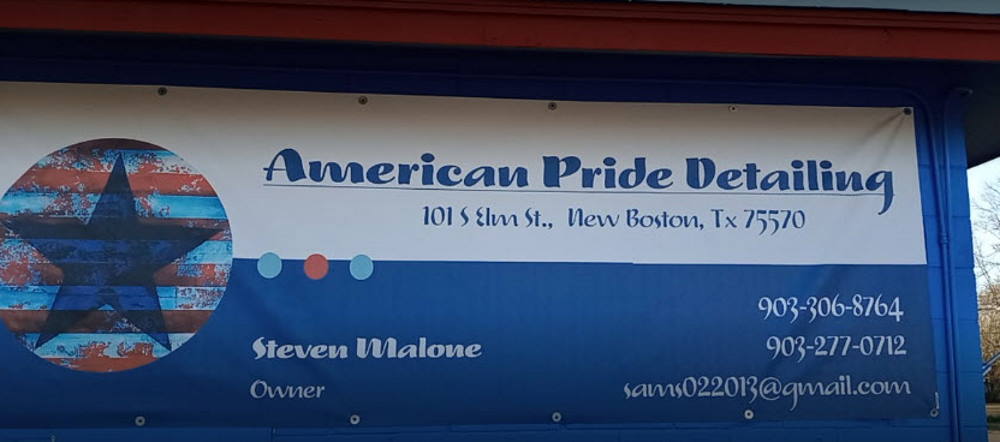 American Pride Detailing
101 S Elm St., New Boston, Tx 75570
903-306-8764
903-277-0712
Steven Malone
Owner
sams022013@gmail.com